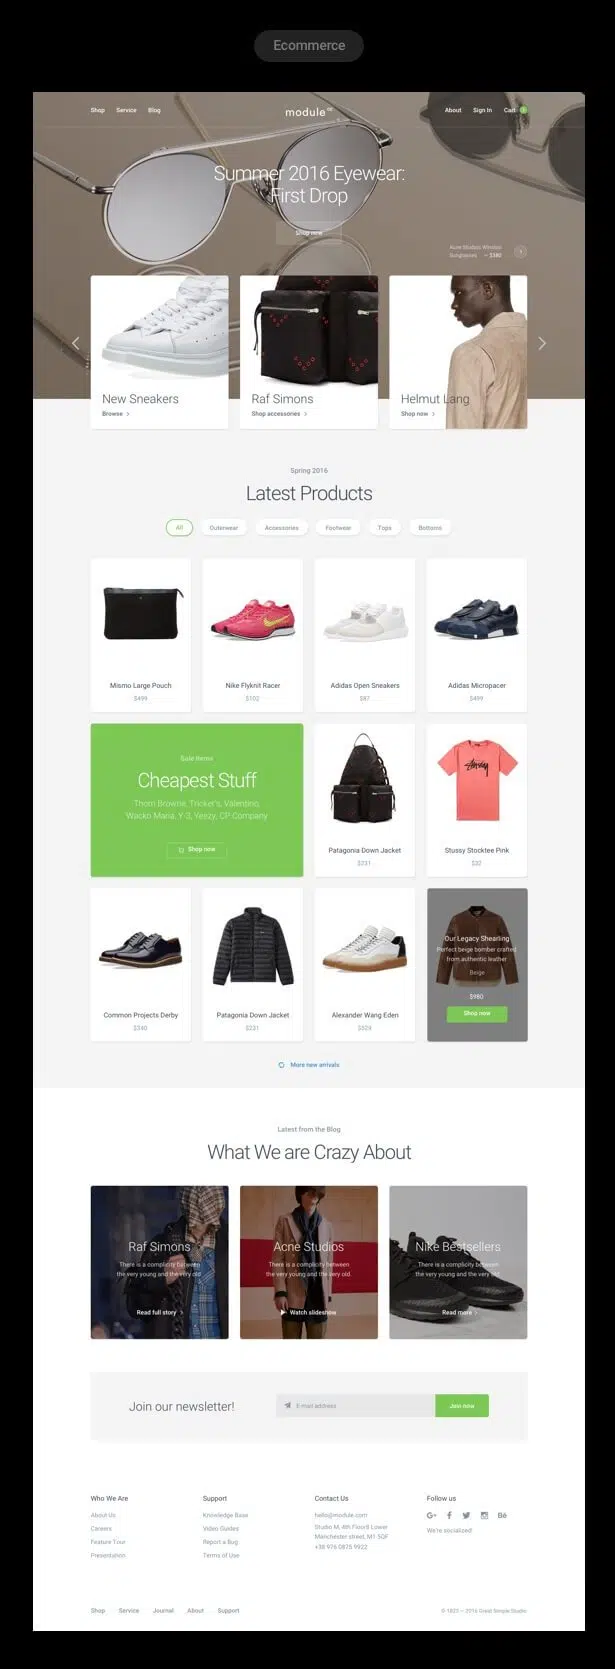 Ecommerce
Shop Service Blog
module
About Sign In Cart
Summer 2016 Eyewear:
First Drop
Shop now
Acne Studios Winston
Sunglasses — $380
New Sneakers
Browse
Raf Simons
Shop accessories
Helmut Lang
Shop now
Spring 2016
Latest Products
All Outerwear Accessories Footwear Tops Bottoms
Mismo Large Pouch
$499
Nike Flyknit Racer
$102
Adidas Open Sneakers
$87
Adidas Micropacer
$499
Sale Items
Cheapest Stuff
Thom Browne, Tricker's, Valentino,
Wacko Maria, Y-3, Yeezy, CP Company
Shop now
Patagonia Down Jacket
$231
Stussy Stocktee Pink
$32
Common Projects Derby
$340
Patagonia Down Jacket
$231
Alexander Wang Eden
$529
Our Legacy Shearling
Perfect beige bomber crafted
from authentic leather
Beige
$980
Shop now
More new arrivals
Latest from the Blog
What We are Crazy About
Raf Simons
There is a complicity between
the very young and the very old.
Read full story
Acne Studios
There is a complicity between
the very young and the very old.
Watch slideshow
Nike Bestsellers
There is a complicity between
the very young and the very old.
Read more
Join our newsletter!
E-mail address
Join now
Who We Are
About Us
Careers
Feature Tour
Presentation
Support
Knowledge Base
Video Guides
Report a Bug
Terms of Use
Contact Us
hello@module.com
Studio M, 4th Floor8 Lower
Manchester street, M1-5QF
+38 976 0875 9922
Follow us
G+ f Bē
We're socialised!
Shop Service Journal About Support
© 1823 — 2016 Great Simple Studio